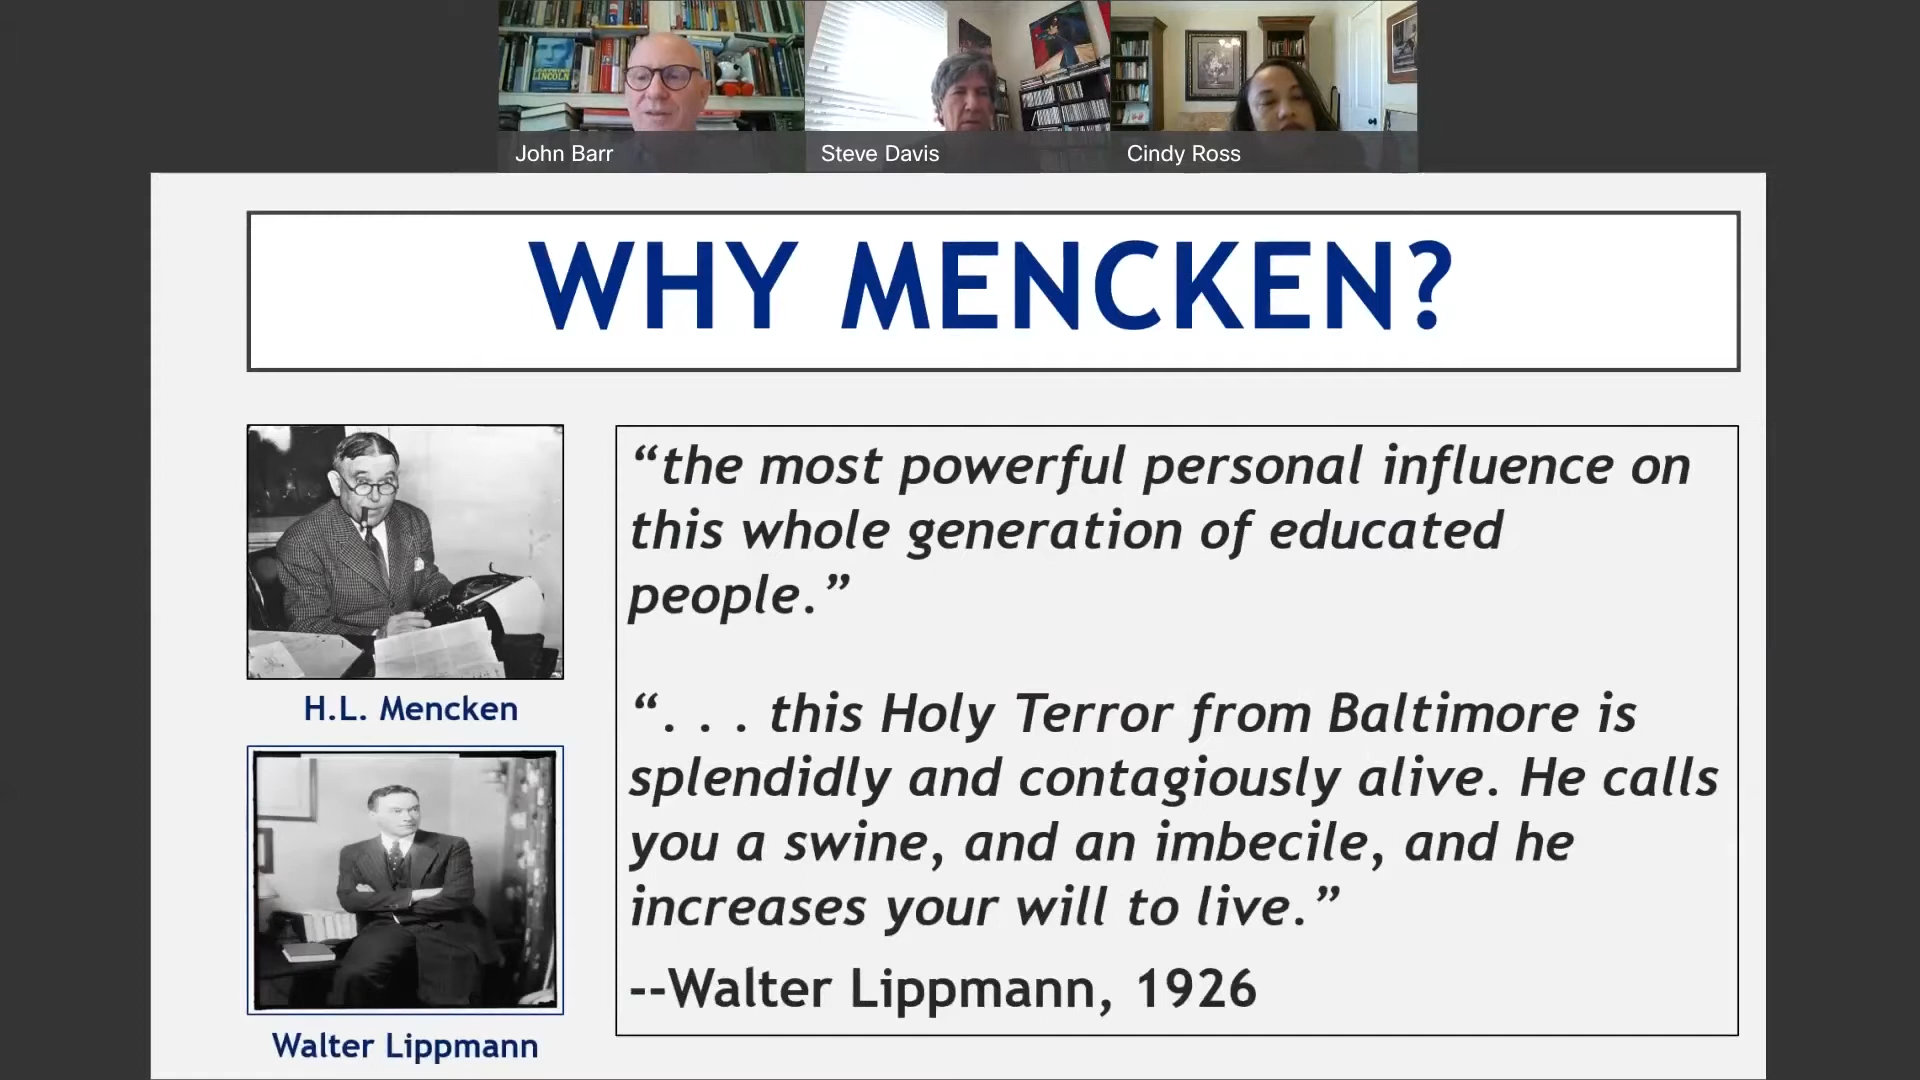 LINCOLN
John Barr
Steve Davis
Cindy Ross
WHY MENCKEN?
H.L. Mencken
Walter Lippmann
“the most powerful personal influence on
this whole generation of educated
people.”
“. . . this Holy Terror from Baltimore is
splendidly and contagiously alive. He calls
you a swine, and an imbecile, and he
increases your will to live.”
--Walter Lippmann, 1926